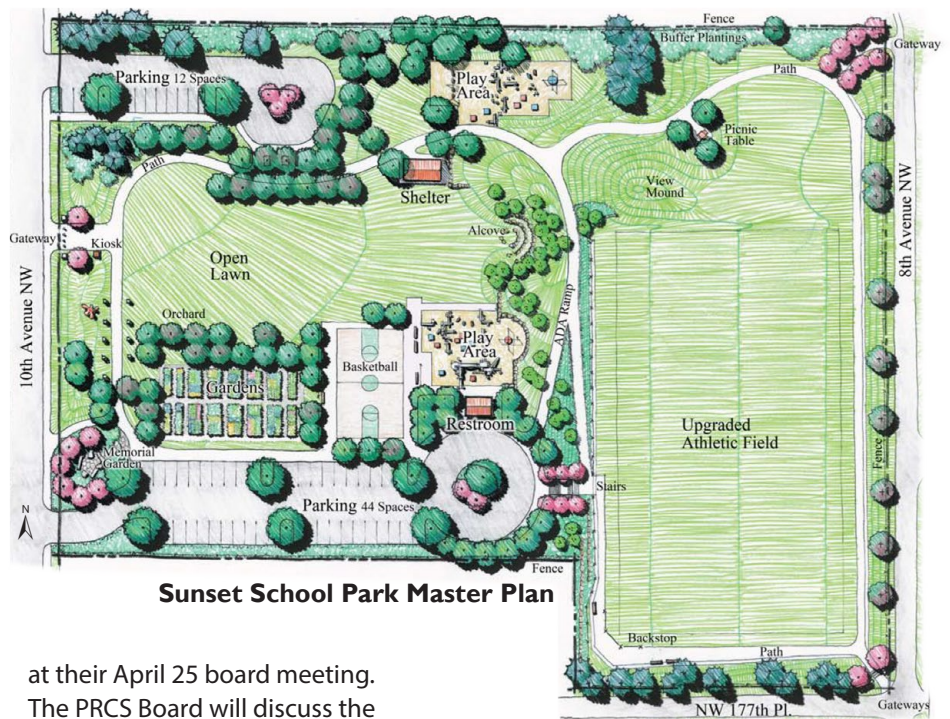 Fence
Buffer Plantings
Gateway
Parking 12 Spaces
Play
Area
Path
Picnic
Table
Path
Shelter
View
Mound
8th Avenue NW
Alcove
Gateway
Kiosk
Open
Lawn
10th Avenue NW
ADA Ramp
Orchard
Basketball
Play
Area
Gardens
Restroom
Upgraded
Athletic Field
Fence
Memorial
Garden
Stairs
Parking 44 Spaces
N
Fence
Sunset School Park Master Plan
Backstop
Path
at their April 25 board meeting.
The PRCS Board will discuss the
NW 177th Pl.
Gateways